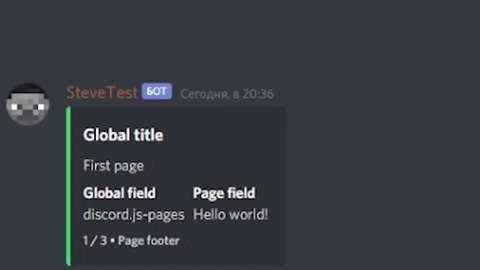 SteveTest БОТ Сегодня, в 20:36
Global title
First page
Global field Page field
discord.js-pages Hello world!
1 / 3 • Page footer